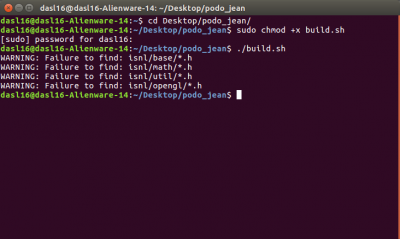 dasl16@dasl16-Alienware-14: ~/Desktop/podo_jean
dasl16@dasl16-Alienware-14:~$ cd Desktop/podo_jean/
dasl16@dasl16-Alienware-14:~/Desktop/podo_jean$ sudo chmod +x build.sh
[sudo] password for dasl16:
dasl16@dasl16-Alienware-14:~/Desktop/podo_jean$ ./build.sh
WARNING: Failure to find: isnl/base/*.h
WARNING: Failure to find: isnl/math/*.h
WARNING: Failure to find: isnl/util/*.h
WARNING: Failure to find: isnl/opengl/*.h
dasl16@dasl16-Alienware-14:~/Desktop/podo_jean$